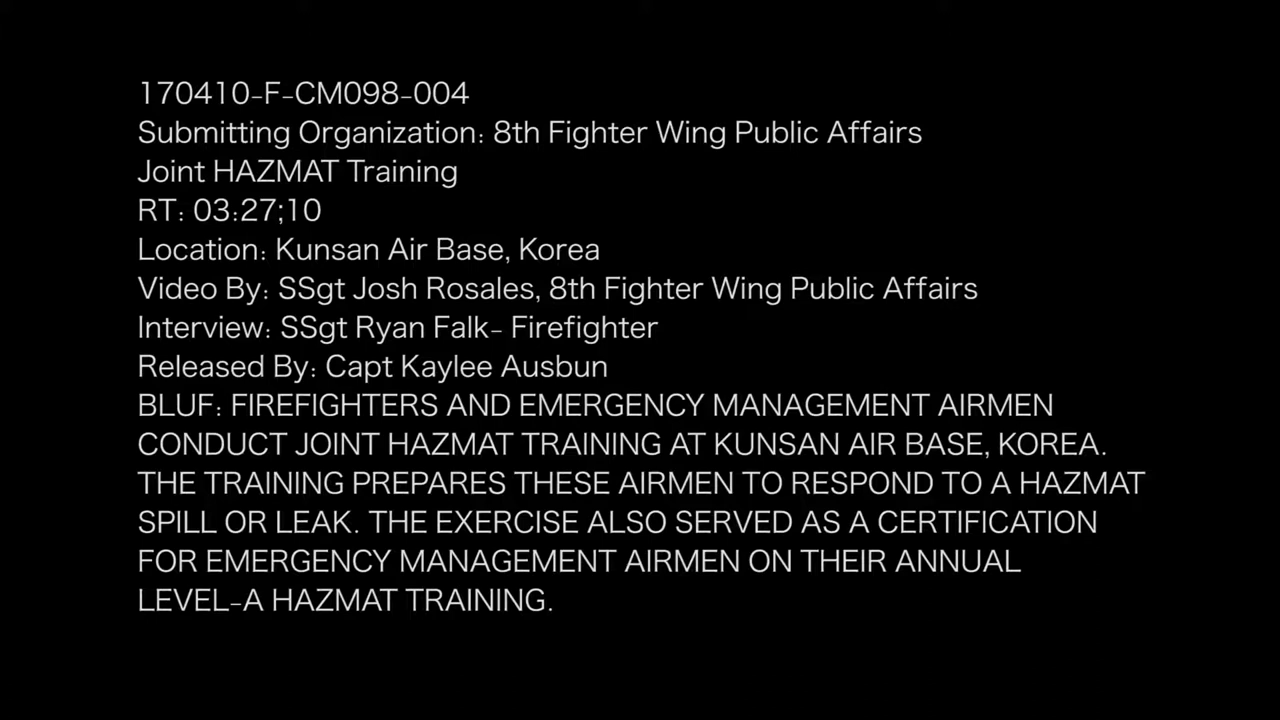 170410-F-CM098-004
Submitting Organization: 8th Fighter Wing Public Affairs
Joint HAZMAT Training
RT: 03:27;10
Location: Kunsan Air Base, Korea
Video By: SSgt Josh Rosales, 8th Fighter Wing Public Affairs
Interview: SSgt Ryan Falk- Firefighter
Released By: Capt Kaylee Ausbun
BLUF: FIREFIGHTERS AND EMERGENCY MANAGEMENT AIRMEN
CONDUCT JOINT HAZMAT TRAINING AT KUNSAN AIR BASE, KOREA.
THE TRAINING PREPARES THESE AIRMEN TO RESPOND TO A HAZMAT
SPILL OR LEAK. THE EXERCISE ALSO SERVED AS A CERTIFICATION
FOR EMERGENCY MANAGEMENT AIRMEN ON THEIR ANNUAL
LEVEL-A HAZMAT TRAINING.